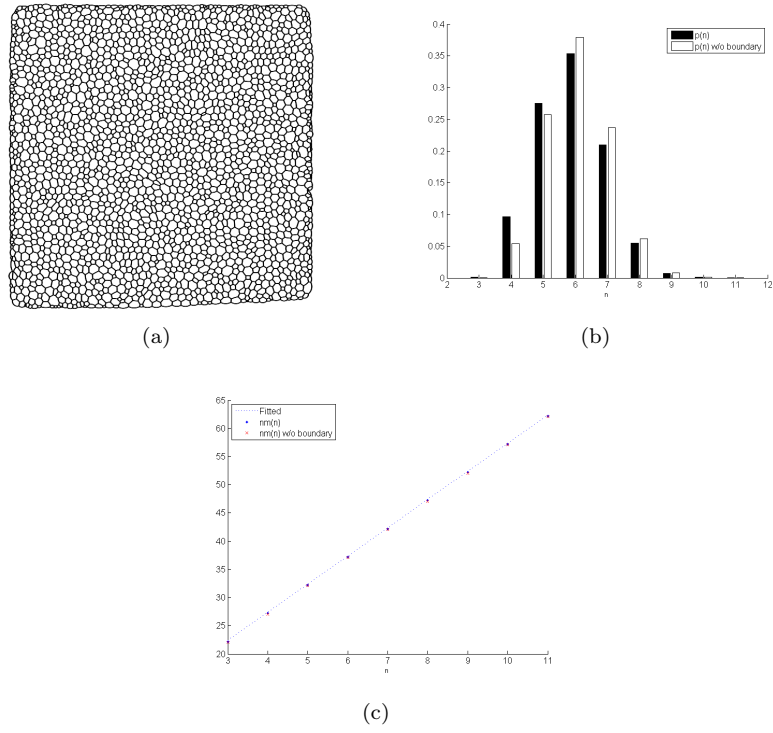 (a)
0.4
0.35
0.3
0.25
0.2
0.15
0.1
0.05
0
2 3 4 5 6 7 8 9 10 11 12
n
p(n)
p(n) w/o boundary
(b)
65
60
55
50
45
40
35
30
25
20
3 4 5 6 7 8 9 10 11
n
Fitted
nm(n)
nm(n) w/o boundary
(c)